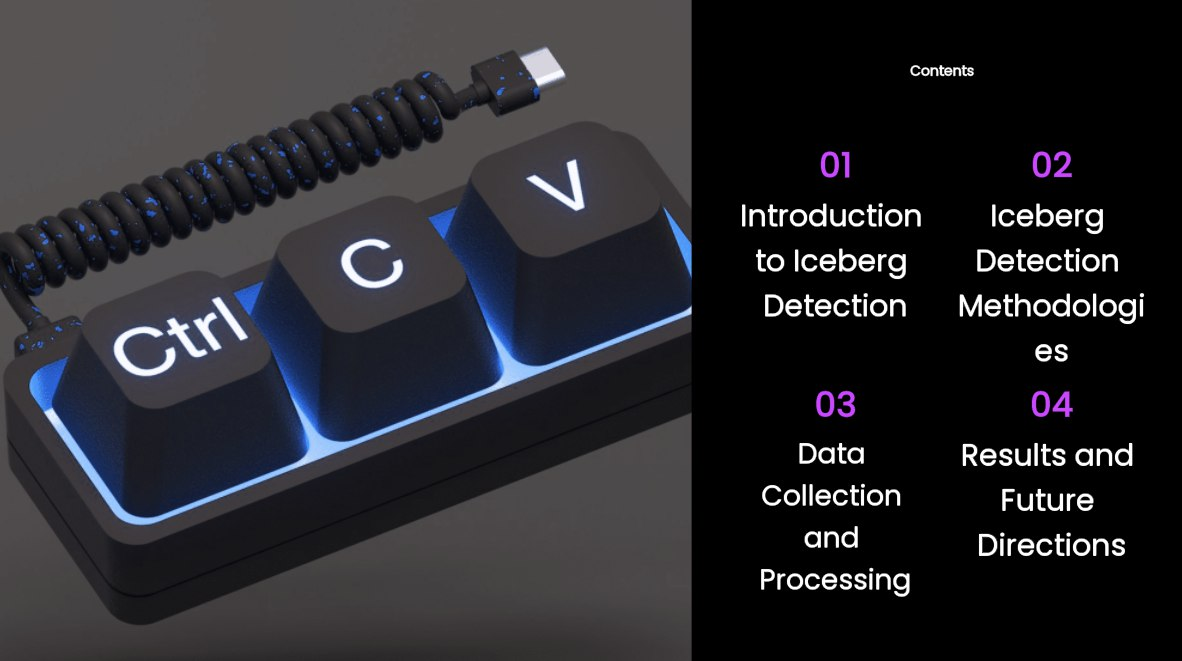 Ctrl
C
V
Contents
01
Introduction
to Iceberg
Detection
02
Iceberg
Detection
Methodologi
es
03
Data
Collection
and
Processing
04
Results and
Future
Directions